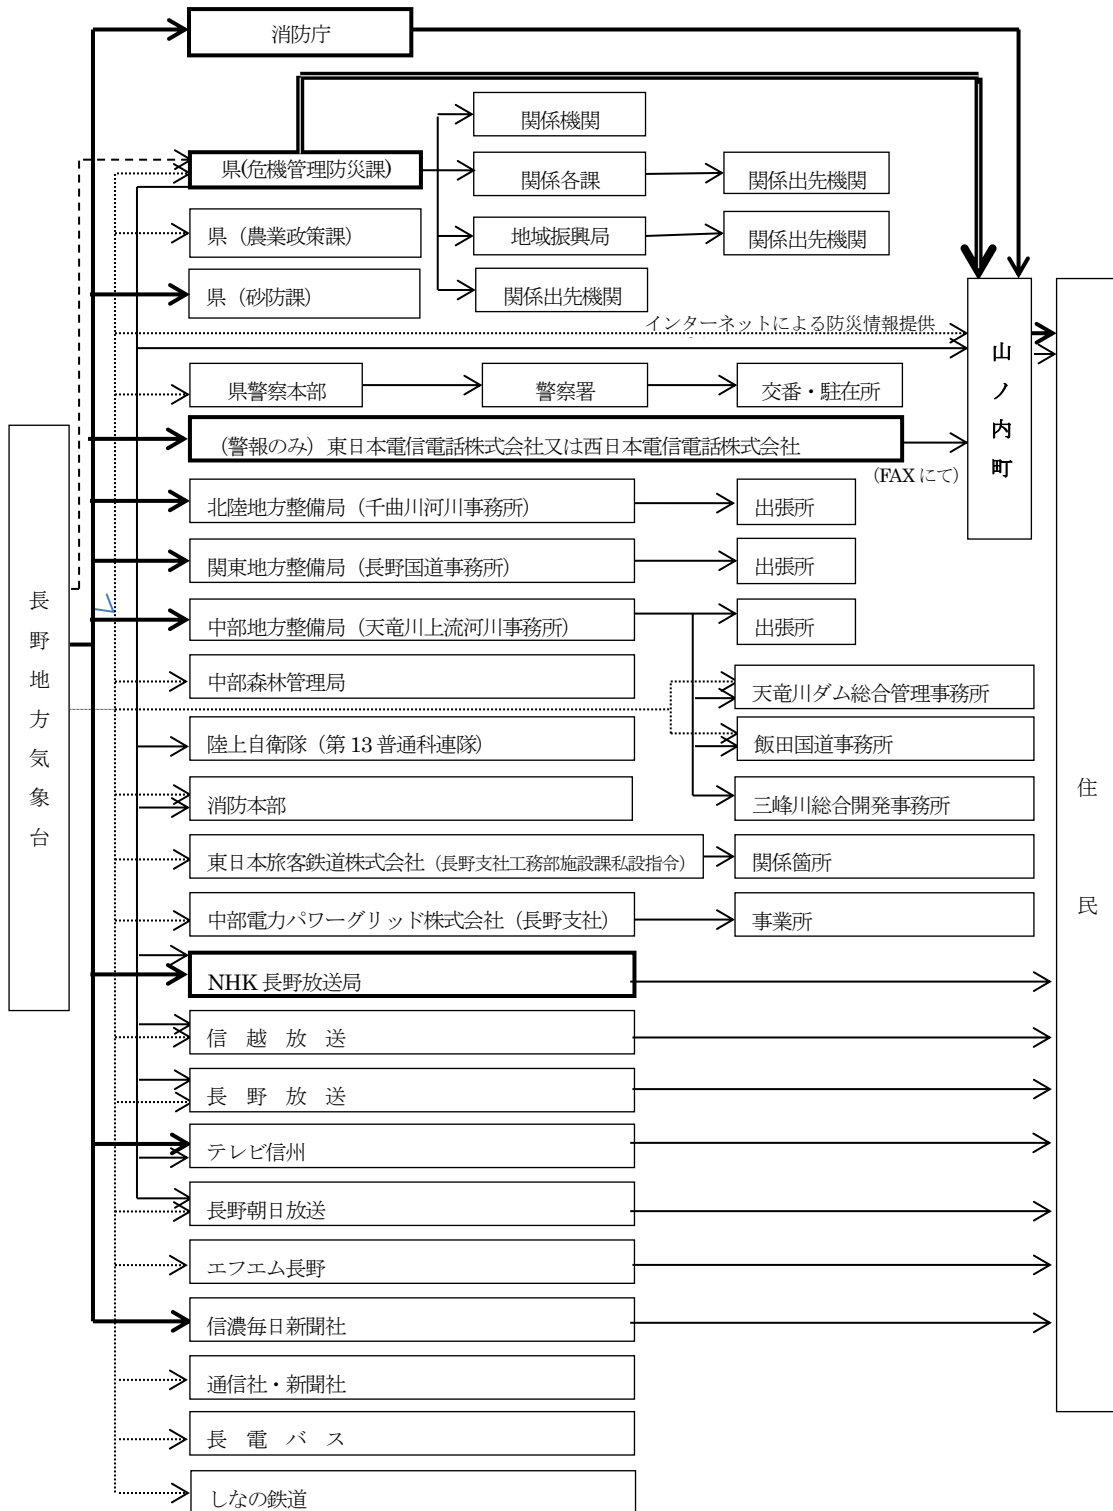 消防庁
関係機関
県(危機管理防災課)
関係各課
関係出先機関
県（農業政策課）
地域振興局
関係出先機関
県（砂防課）
関係出先機関
インターネットによる防災情報提供
山ノ内町
県警察本部
警察署
交番・駐在所
（警報のみ）東日本電信電話株式会社又は西日本電信電話株式会社
（FAXにて）
北陸地方整備局（千曲川河川事務所）
出張所
関東地方整備局（長野国道事務所）
出張所
長野地方気象台
中部地方整備局（天竜川上流河川事務所）
出張所
中部森林管理局
天竜川ダム総合管理事務所
陸上自衛隊（第13普通科連隊）
飯田国道事務所
住民
消防本部
三峰川総合開発事務所
東日本旅客鉄道株式会社（長野支社工務部施設課私設指令）
関係箇所
中部電力パワーグリッド株式会社（長野支社）
事業所
NHK長野放送局
信　越　放　送
長　野　放　送
テレビ信州
長野朝日放送
エフエム長野
信濃毎日新聞社
通信社・新聞社
長　電　バ　ス
しなの鉄道